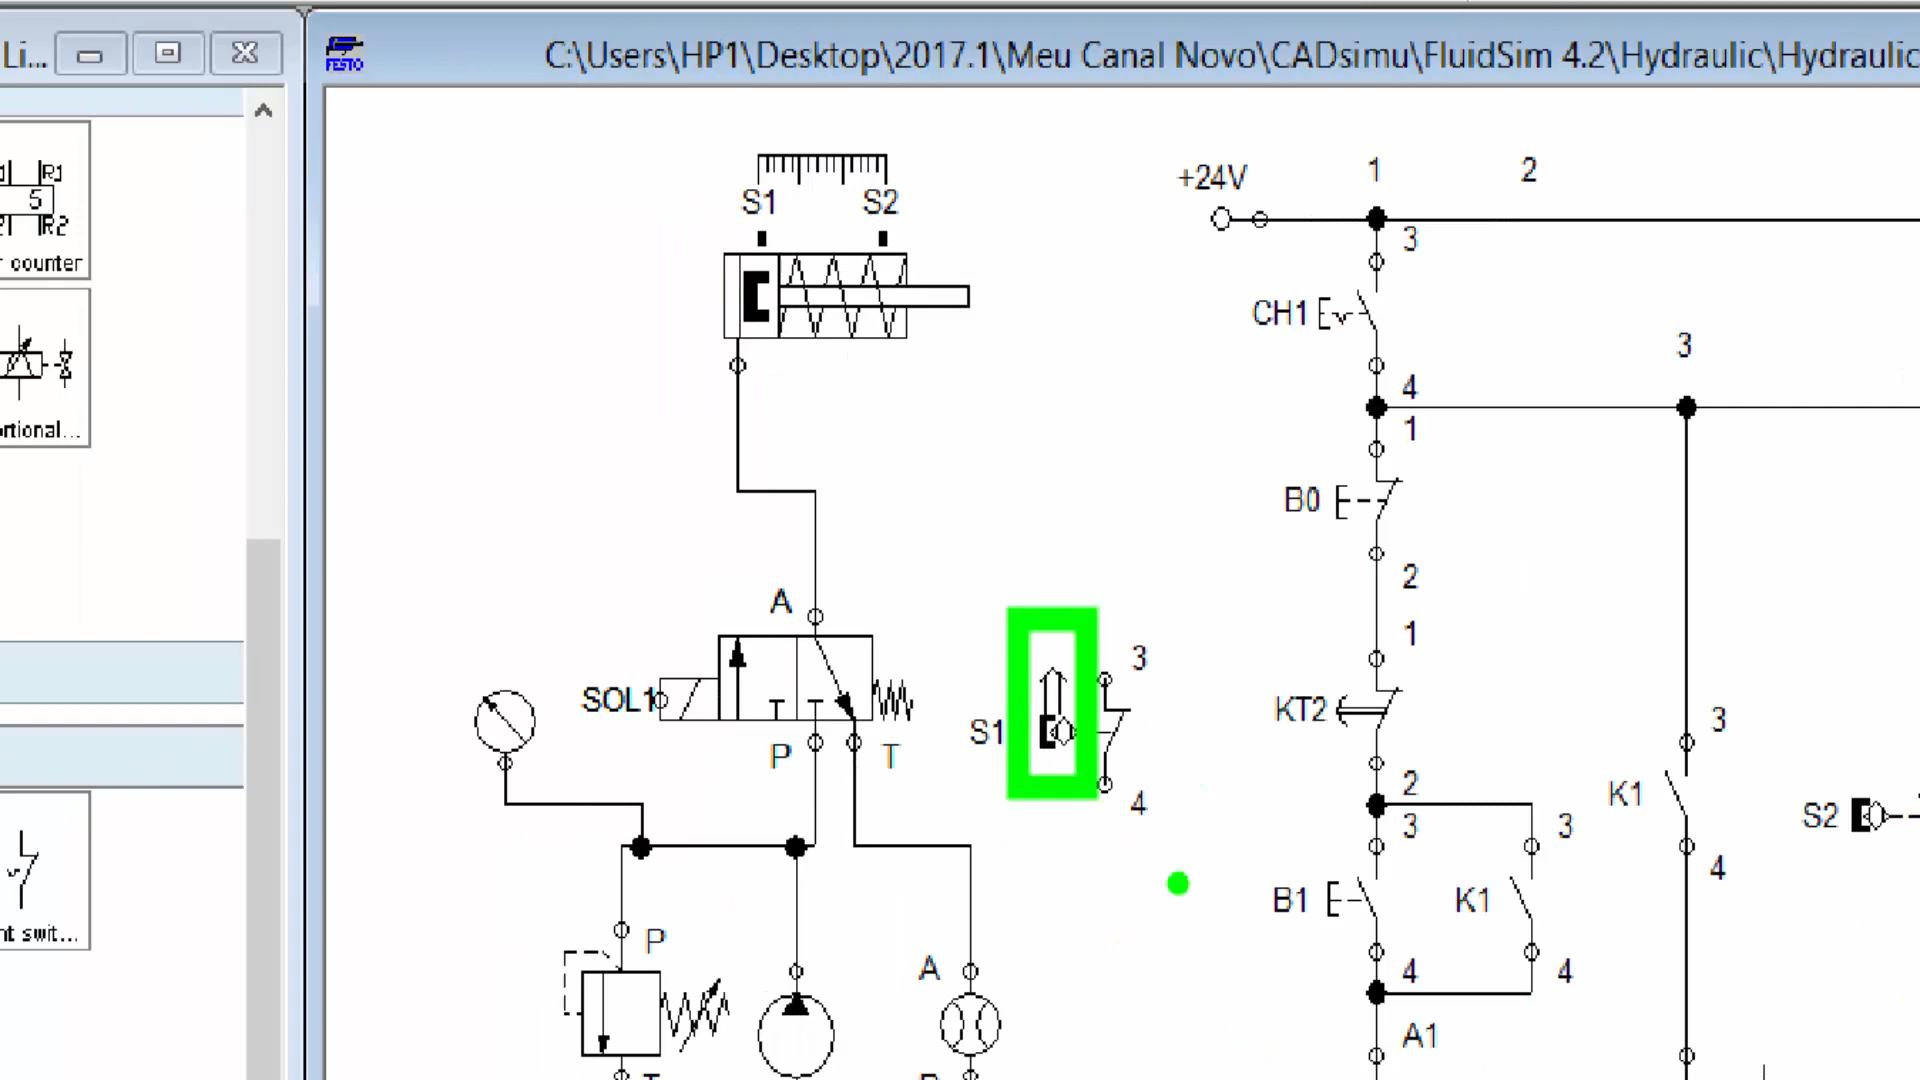 Li...
FESTO
C:\Users\HP1\Desktop\2017.1\Meu Canal Novo\CADsimu\FluidSim 4.2\Hydraulic\Hydraulic
R1
5
R2
r counter
rtional...
nt swit...
S1 S2
A
SOL1
P T
P
A
S1
3
4
+24V
1 2
3
CH1
4
3
1
B0
2
1
KT2
2
3
3
B1
K1
4
4
A1
3
K1
4
S2